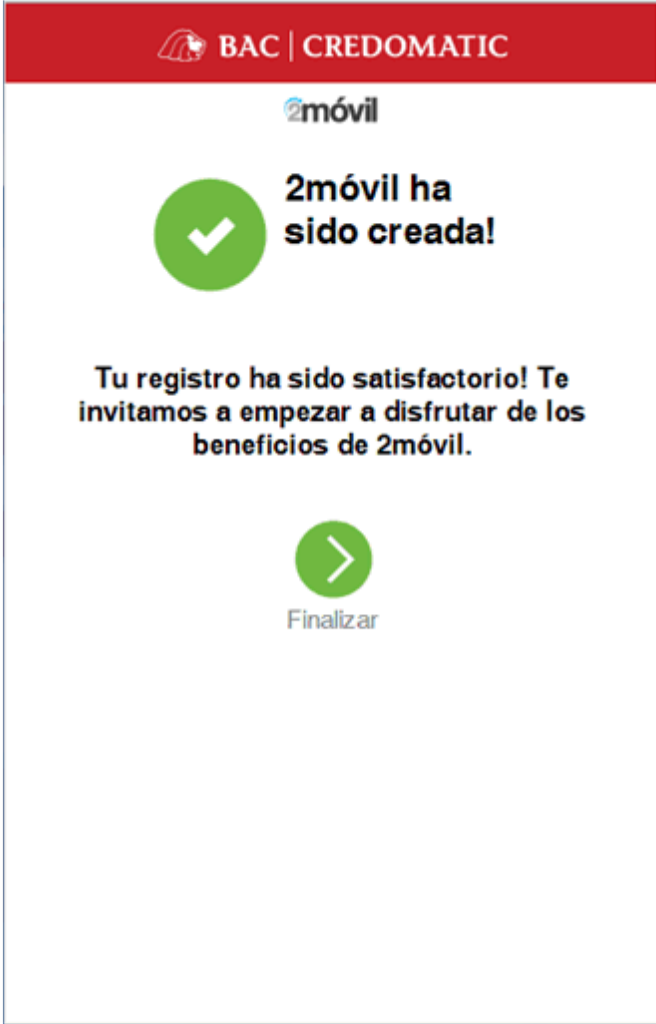 BAC | CREDOMATIC
2móvil
2móvil ha
sido creada!
Tu registro ha sido satisfactorio! Te
invitamos a empezar a disfrutar de los
beneficios de 2móvil.
Finalizar